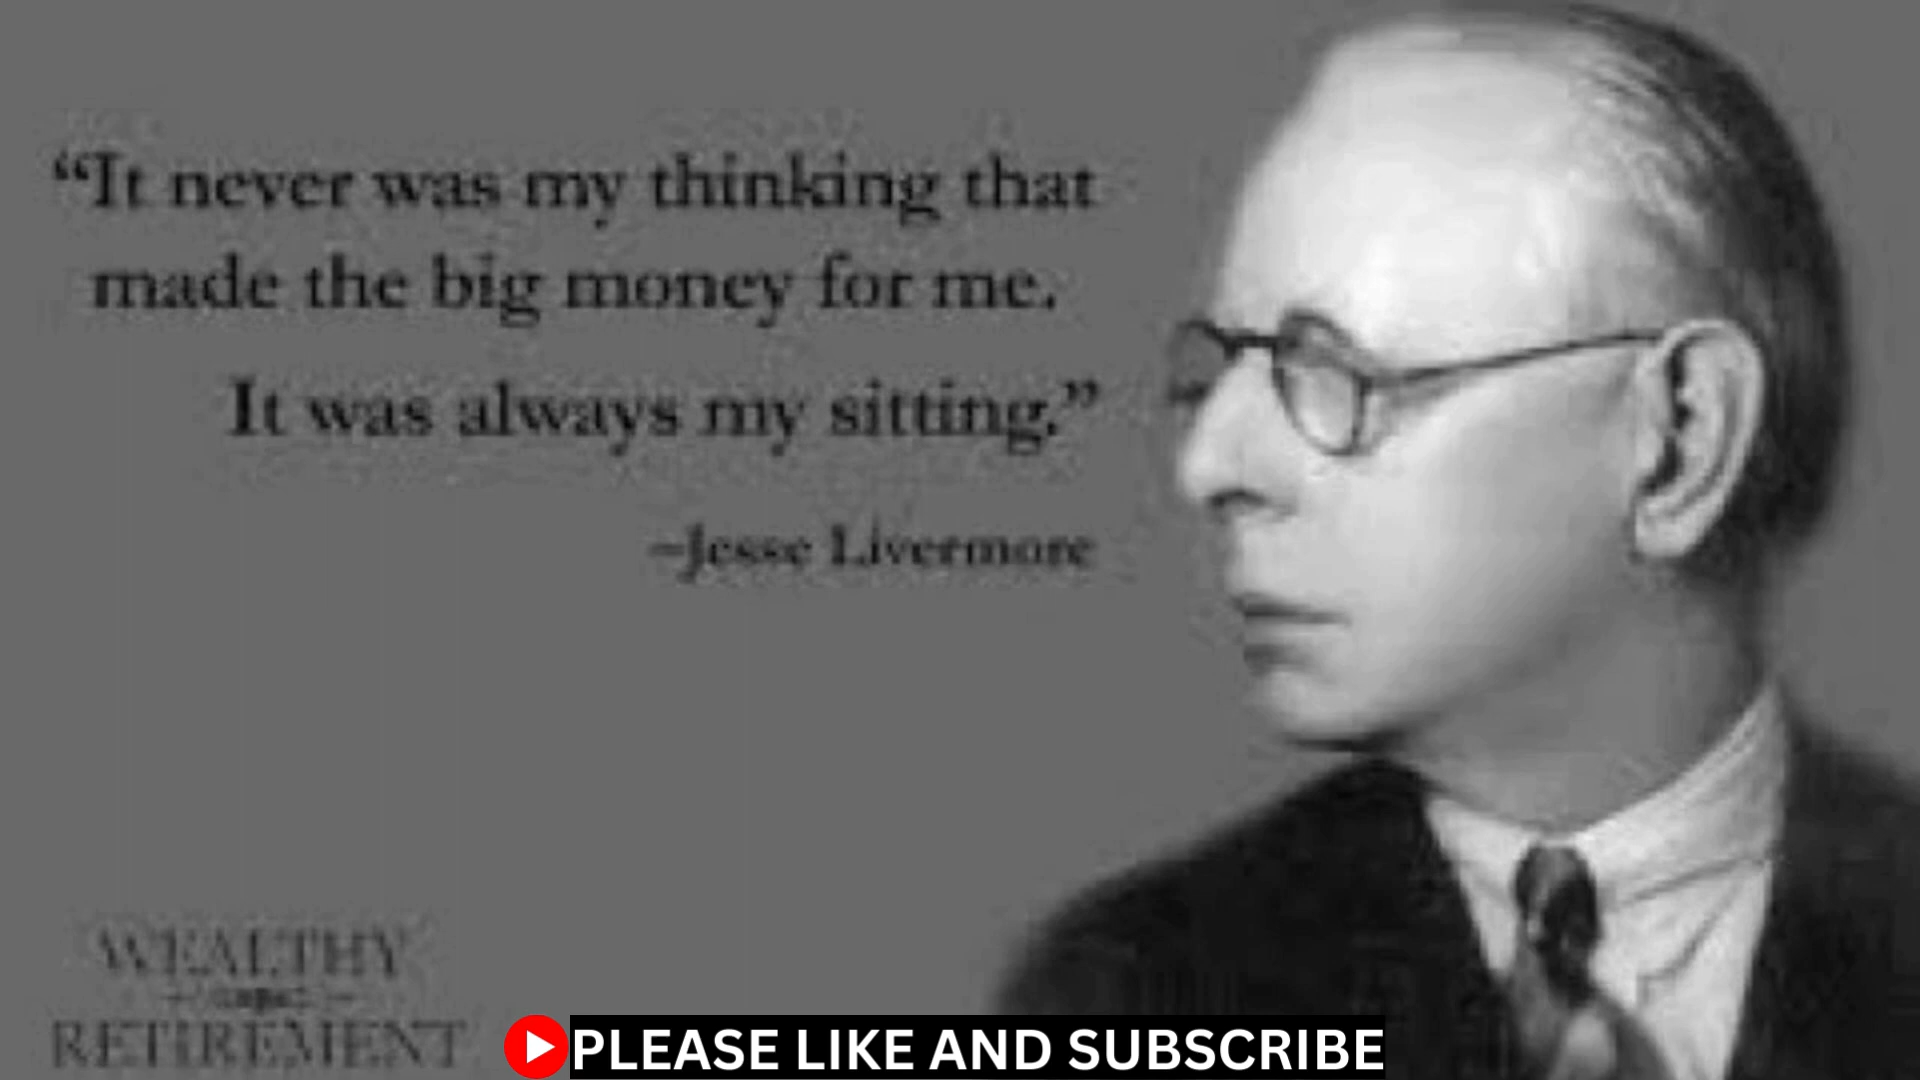 “It never was my thinking that
made the big money for me.
It was always my sitting.”
–Jesse Livermore
WEALTHY
RETIREMENT
PLEASE LIKE AND SUBSCRIBE